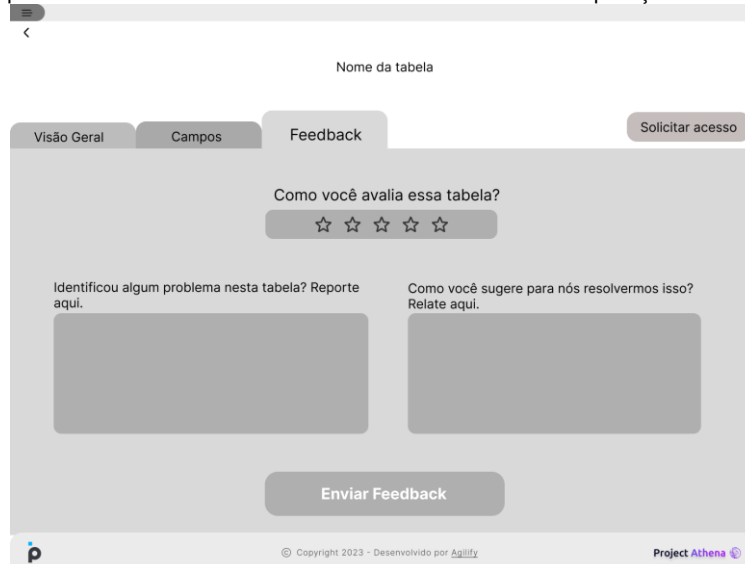 Nome da tabela
Visão Geral
Campos
Feedback
Solicitar acesso
Como você avalia essa tabela?
Identificou algum problema nesta tabela? Reporte
aqui.
Como você sugere para nós resolvermos isso?
Relate aqui.
Enviar Feedback
© Copyright 2023 - Desenvolvido por Agilify
Project Athena